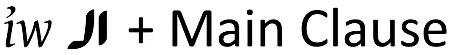 ỉw + Main Clause